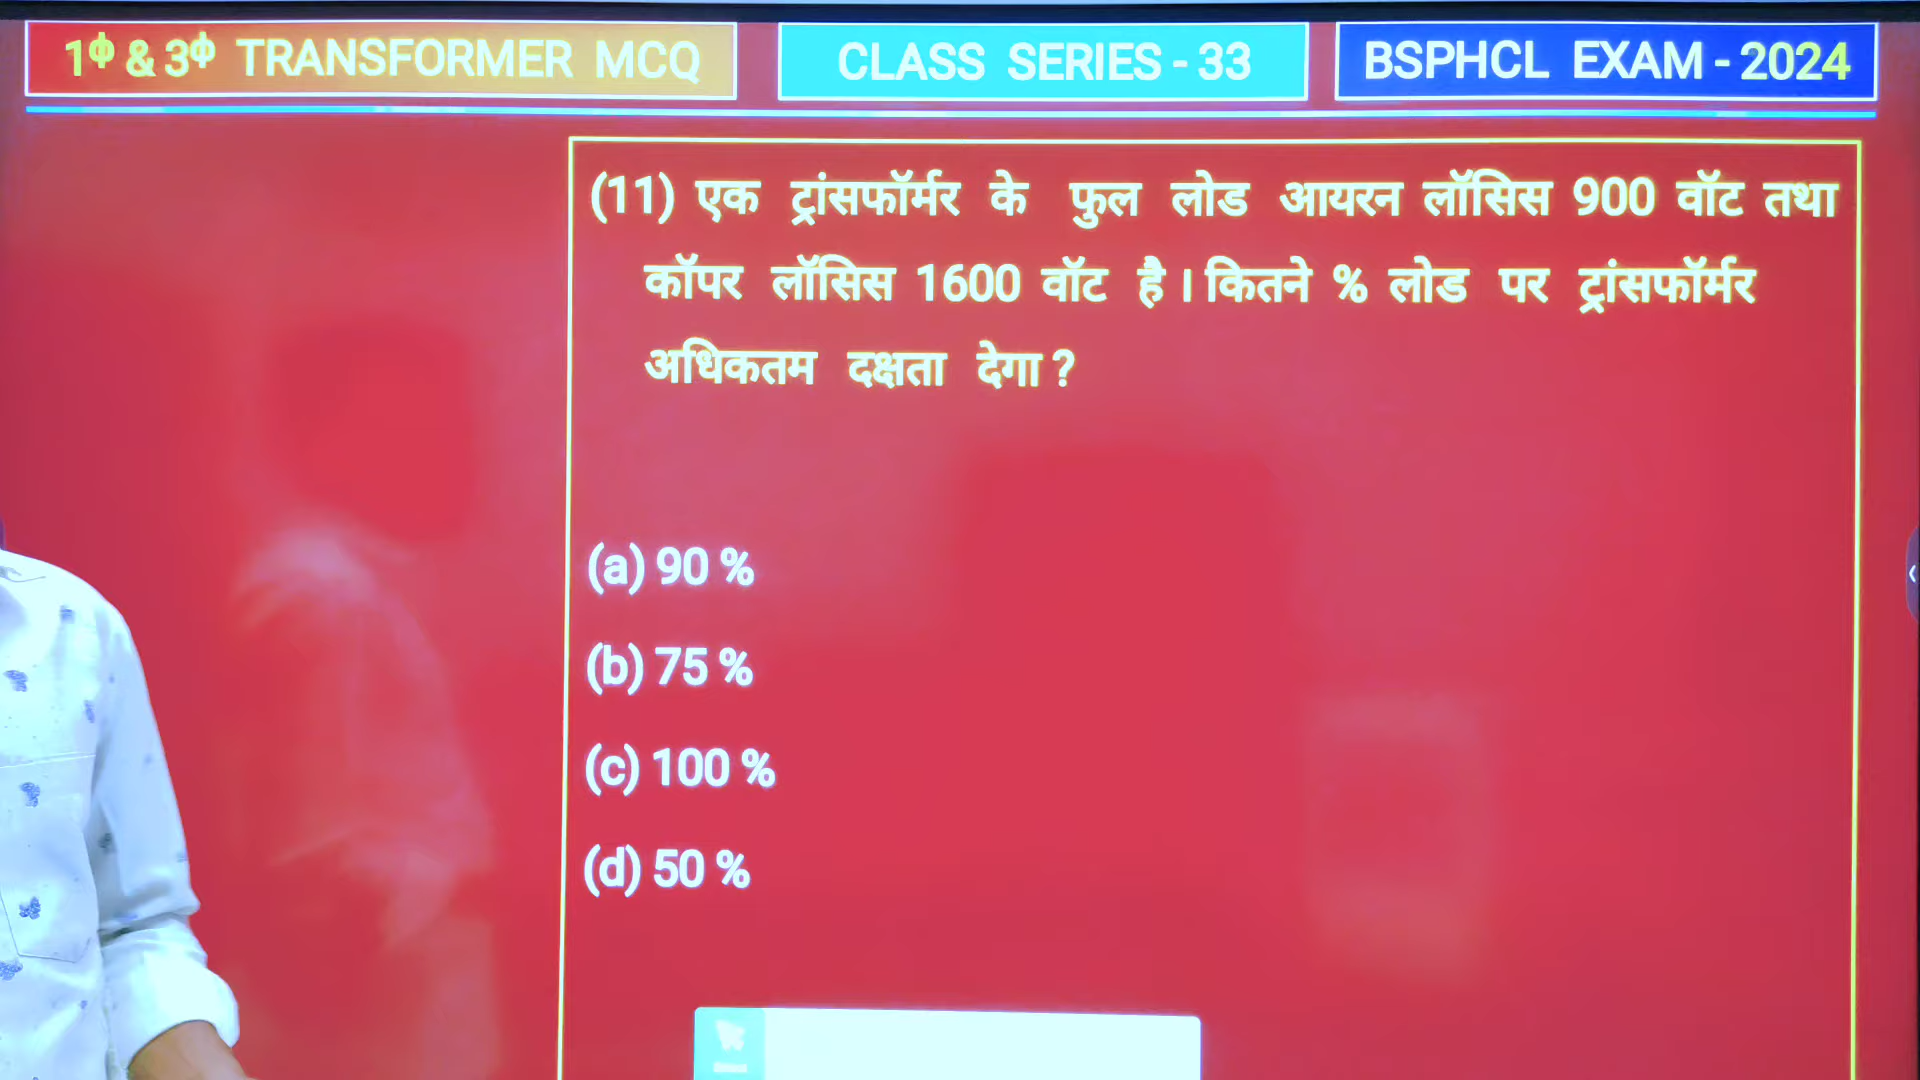 1ϕ & 3ϕ TRANSFORMER MCQ
CLASS SERIES - 33
BSPHCL EXAM - 2024
(11) एक ट्रांसफॉर्मर के फुल लोड आयरन लॉसिस 900 वॉट तथा
कॉपर लॉसिस 1600 वॉट है । कितने % लोड पर ट्रांसफॉर्मर
अधिकतम दक्षता देगा ?
(a) 90 %
(b) 75 %
(c) 100 %
(d) 50 %